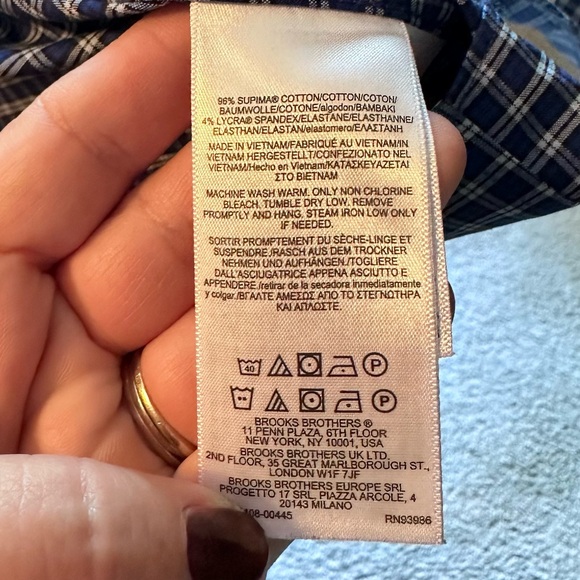 96% SUPIMA® COTTON/COTTON/COTON/
BAUMWOLLE/COTONE/algodon/BAMBAKI
4% LYCRA® SPANDEX/ELASTANE/ELASTHANNE/
ELASTHAN/ELASTAN/elastomero/ΕΛΑΣΤΑΝΗ
MADE IN VIETNAM/FABRIQUÉ AU VIETNAM/IN
VIETNAM HERGESTELLT/CONFEZIONATO NEL
VIETNAM/Hecho en Vietnam/ΚΑΤΑΣΚΕΥΑΖΕΤΑΙ
ΣΤΟ ΒΙΕΤΝΑΜ
MACHINE WASH WARM. ONLY NON CHLORINE
BLEACH. TUMBLE DRY LOW. REMOVE
PROMPTLY AND HANG. STEAM IRON LOW ONLY
IF NEEDED.
SORTIR PROMPTEMENT DU SÈCHE-LINGE ET
SUSPENDRE./RASCH AUS DEM TROCKNER
NEHMEN UND AUFHÄNGEN./TOGLIERE
DALL'ASCIUGATRICE APPENA ASCIUTTO E
APPENDERE./retirar de la secadora inmediatamente
y colgar./ΒΓΑΛΤΕ ΑΜΕΣΩΣ ΑΠΟ ΤΟ ΣΤΕΓΝΩΤΗΡΑ
ΚΑΙ ΑΠΛΩΣΤΕ.
40 P
P
BROOKS BROTHERS ®
11 PENN PLAZA, 6TH FLOOR
NEW YORK, NY 10001, USA
BROOKS BROTHERS UK LTD.
2ND FLOOR, 35 GREAT MARLBOROUGH ST.,
LONDON W1F 7JF
BROOKS BROTHERS EUROPE SRL
PROGETTO 17 SRL, PIAZZA ARCOLE, 4
20143 MILANO
408-00445 RN93986